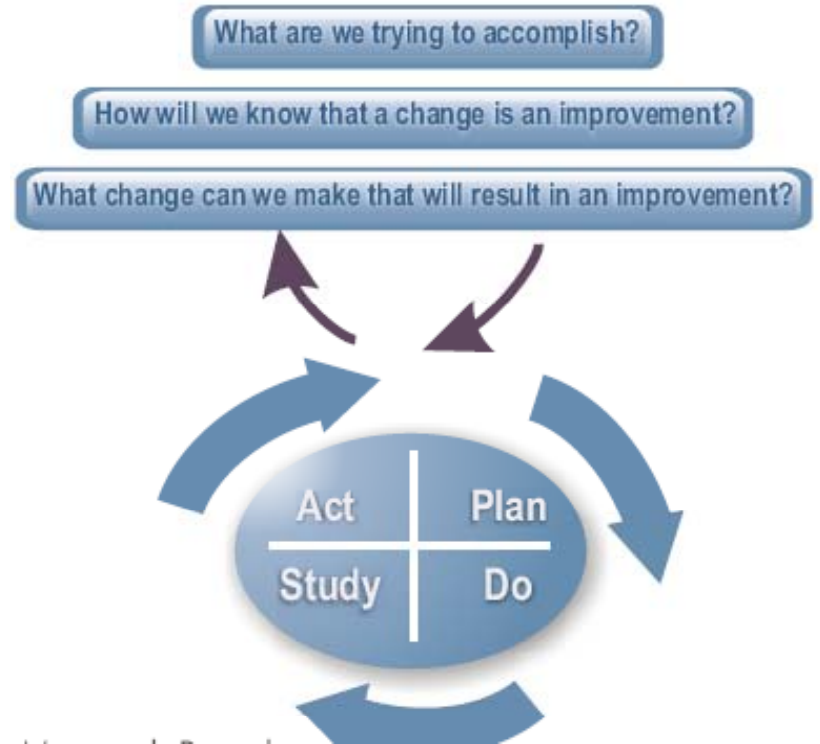 What are we trying to accomplish?
How will we know that a change is an improvement?
What change can we make that will result in an improvement?
Act Plan
Study Do